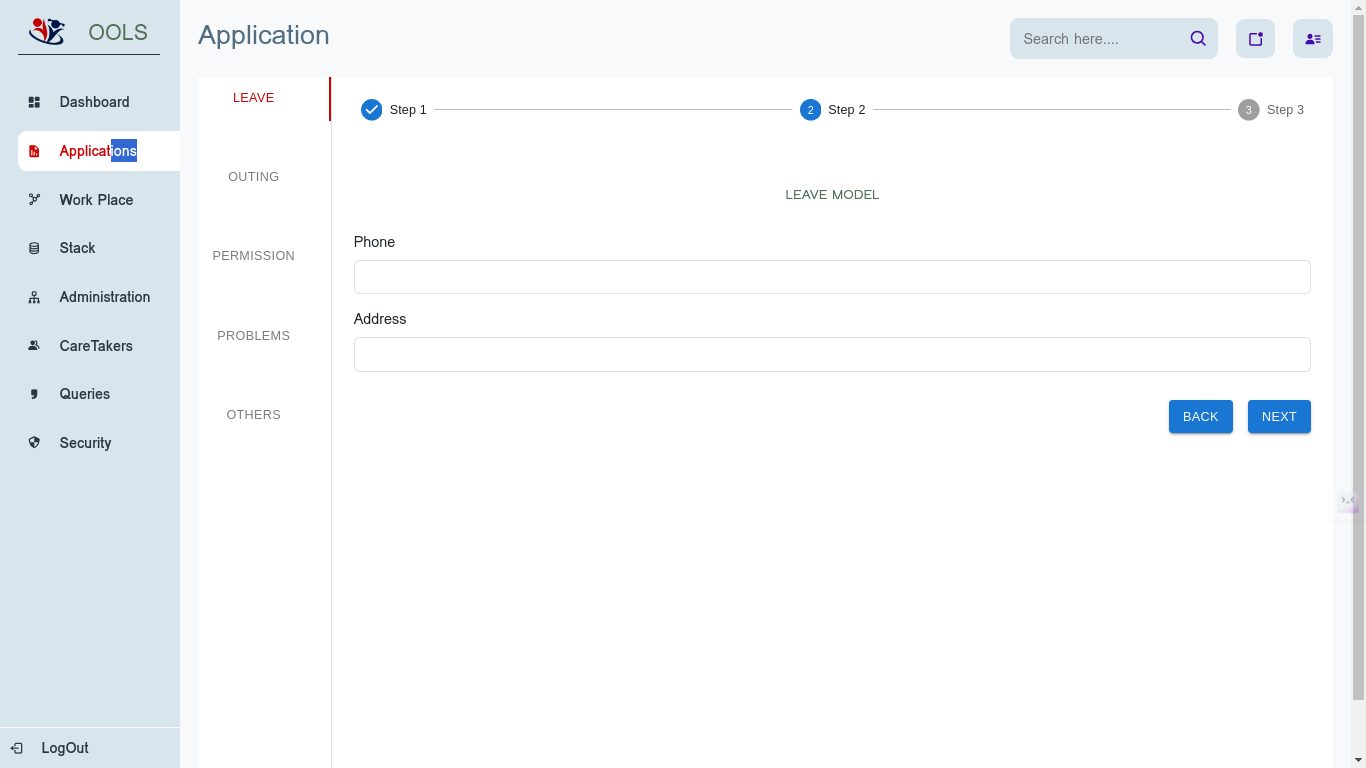 OOLS
Dashboard
Applications
Work Place
Stack
Administration
CareTakers
Queries
Security
LogOut
Application
Search here....
LEAVE
OUTING
PERMISSION
PROBLEMS
OTHERS
Step 1
2 Step 2
3 Step 3
LEAVE MODEL
Phone
Address
BACK NEXT